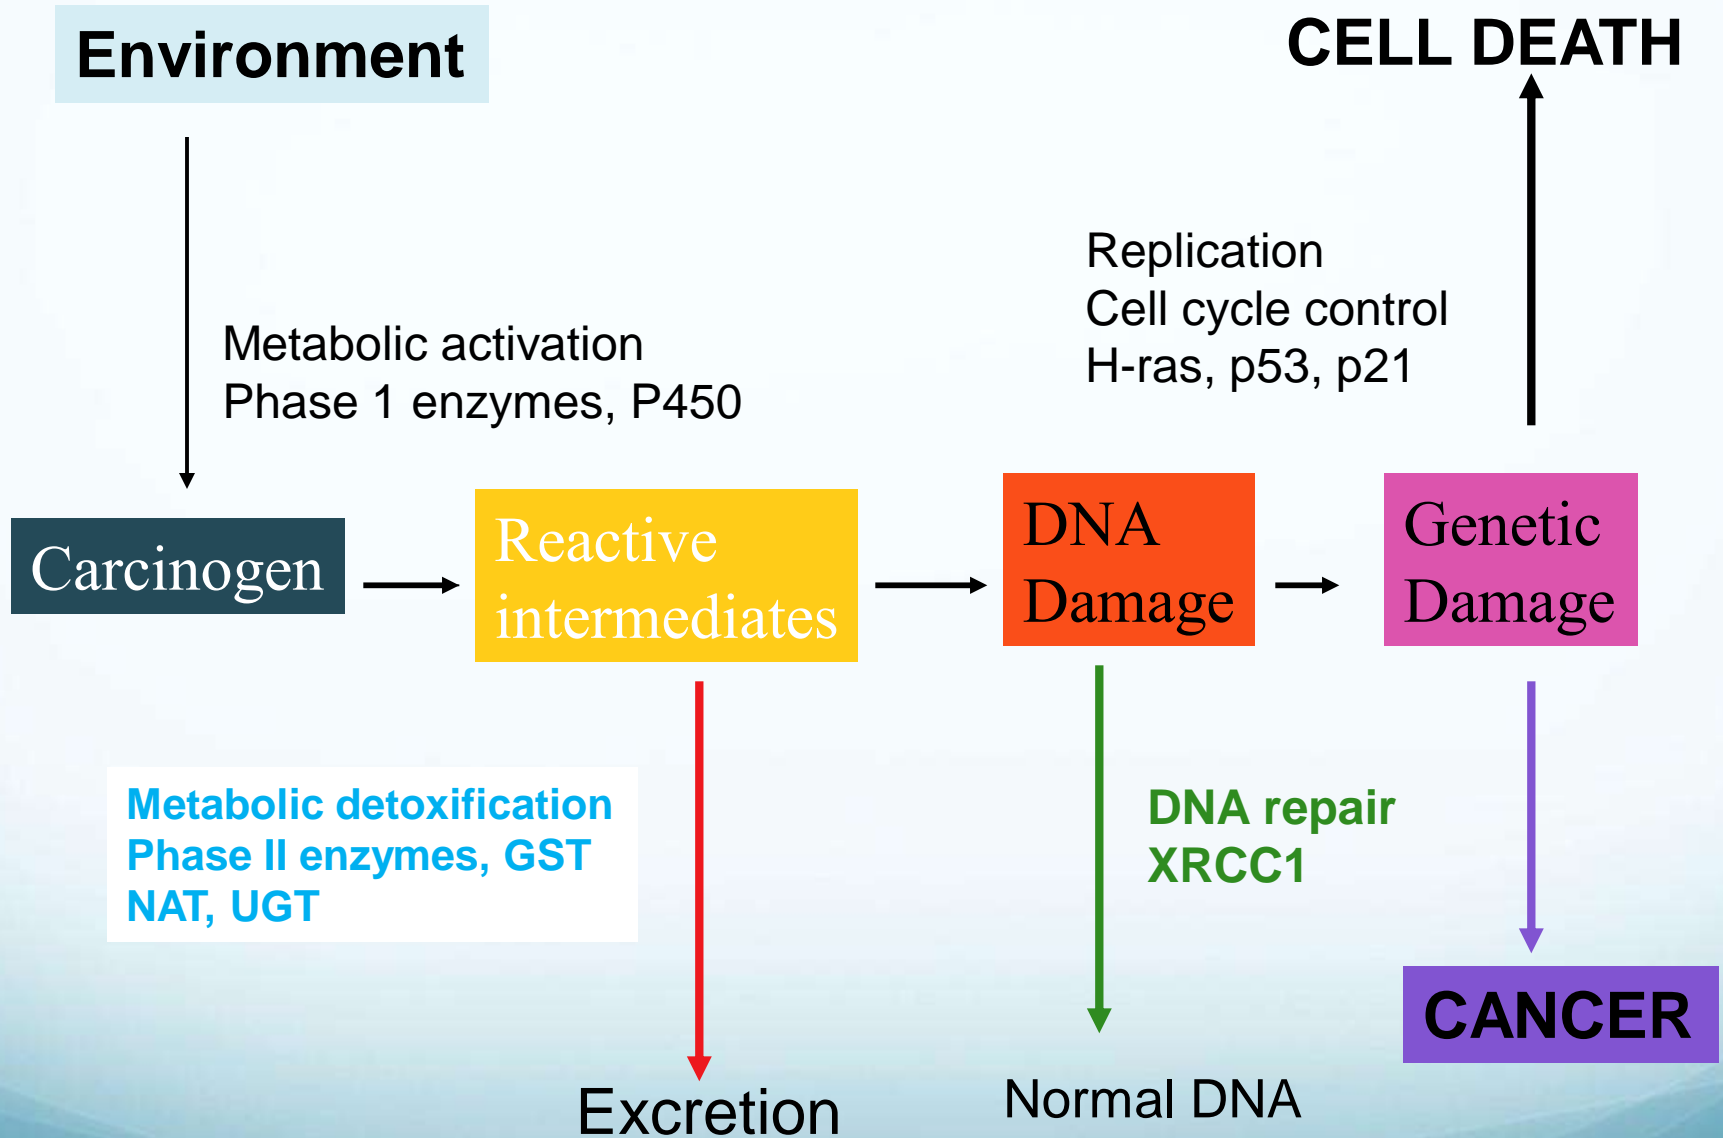 Environment
CELL DEATH
Replication
Cell cycle control
H-ras, p53, p21
Metabolic activation
Phase 1 enzymes, P450
Carcinogen
Reactive
intermediates
DNA
Damage
Genetic
Damage
Metabolic detoxification
Phase II enzymes, GST
NAT, UGT
DNA repair
XRCC1
CANCER
Excretion
Normal DNA